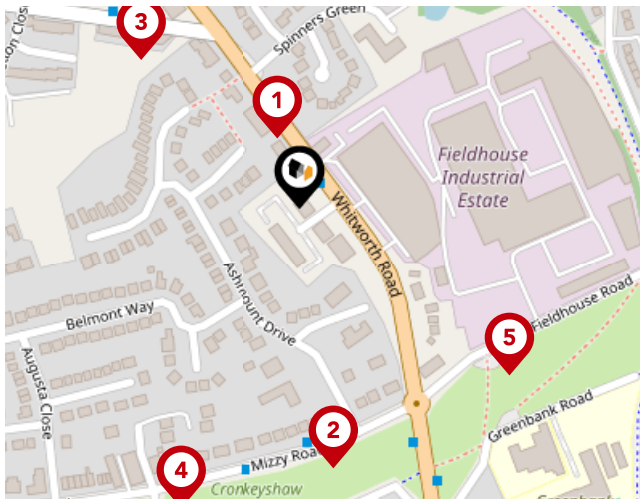 3
Spinners Green
1
Fieldhouse
Industrial
Estate
Whitworth Road
Ashmount Drive
Fieldhouse Road
Belmont Way
5
Augusta Close
Greenbank Road
2
Mizzy Roa
4
Cronkeyshaw